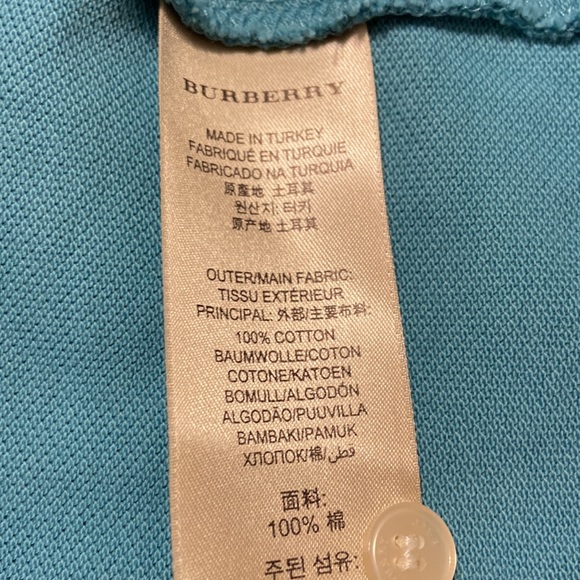 BURBERRY
MADE IN TURKEY
FABRIQUÉ EN TURQUIE
FABRICADO NA TURQUIA
原產地 土耳其
원산지: 터키
原产地 土耳其
OUTER/MAIN FABRIC:
TISSU EXTÉRIEUR
PRINCIPAL: 外部/主要布料:
100% COTTON
BAUMWOLLE/COTON
COTONE/KATOEN
BOMULL/ALGODÓN
ALGODÃO/PUUVILLA
BAMBAKI/PAMUK
ХЛОПОК/棉/قطن
面料:
100% 棉
주된 섬유: